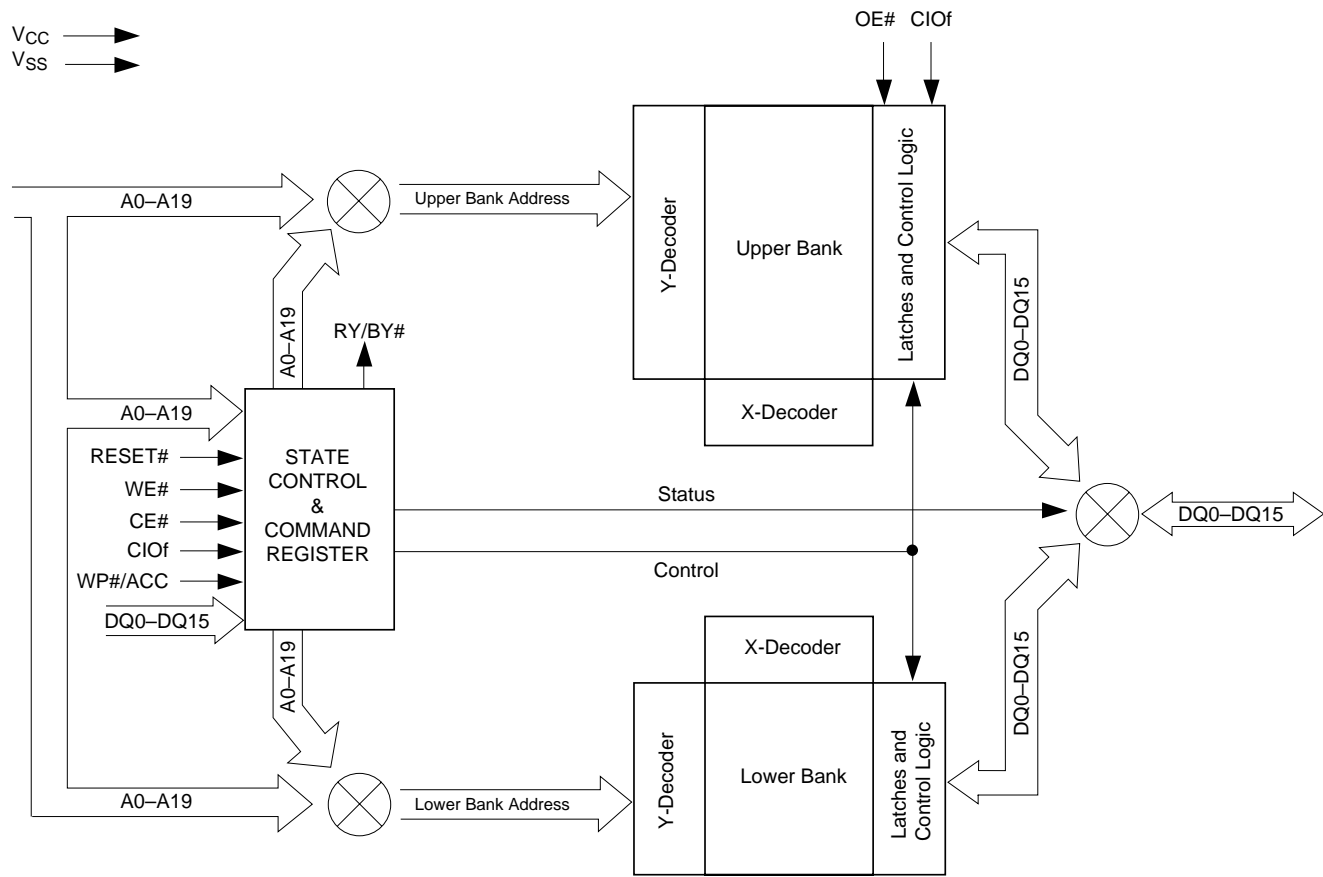 OE# CIOf
VCC
VSS
A0–A19
Upper Bank Address
Y-Decoder
Upper Bank
Latches and Control Logic
X-Decoder
DQ0–DQ15
A0–A19
RY/BY#
A0–A19
RESET#
WE#
CE#
CIOf
WP#/ACC
DQ0–DQ15
STATE
CONTROL
&
COMMAND
REGISTER
Status
Control
DQ0–DQ15
A0–A19
X-Decoder
DQ0–DQ15
A0–A19
Lower Bank Address
Y-Decoder
Lower Bank
Latches and
Control Logic